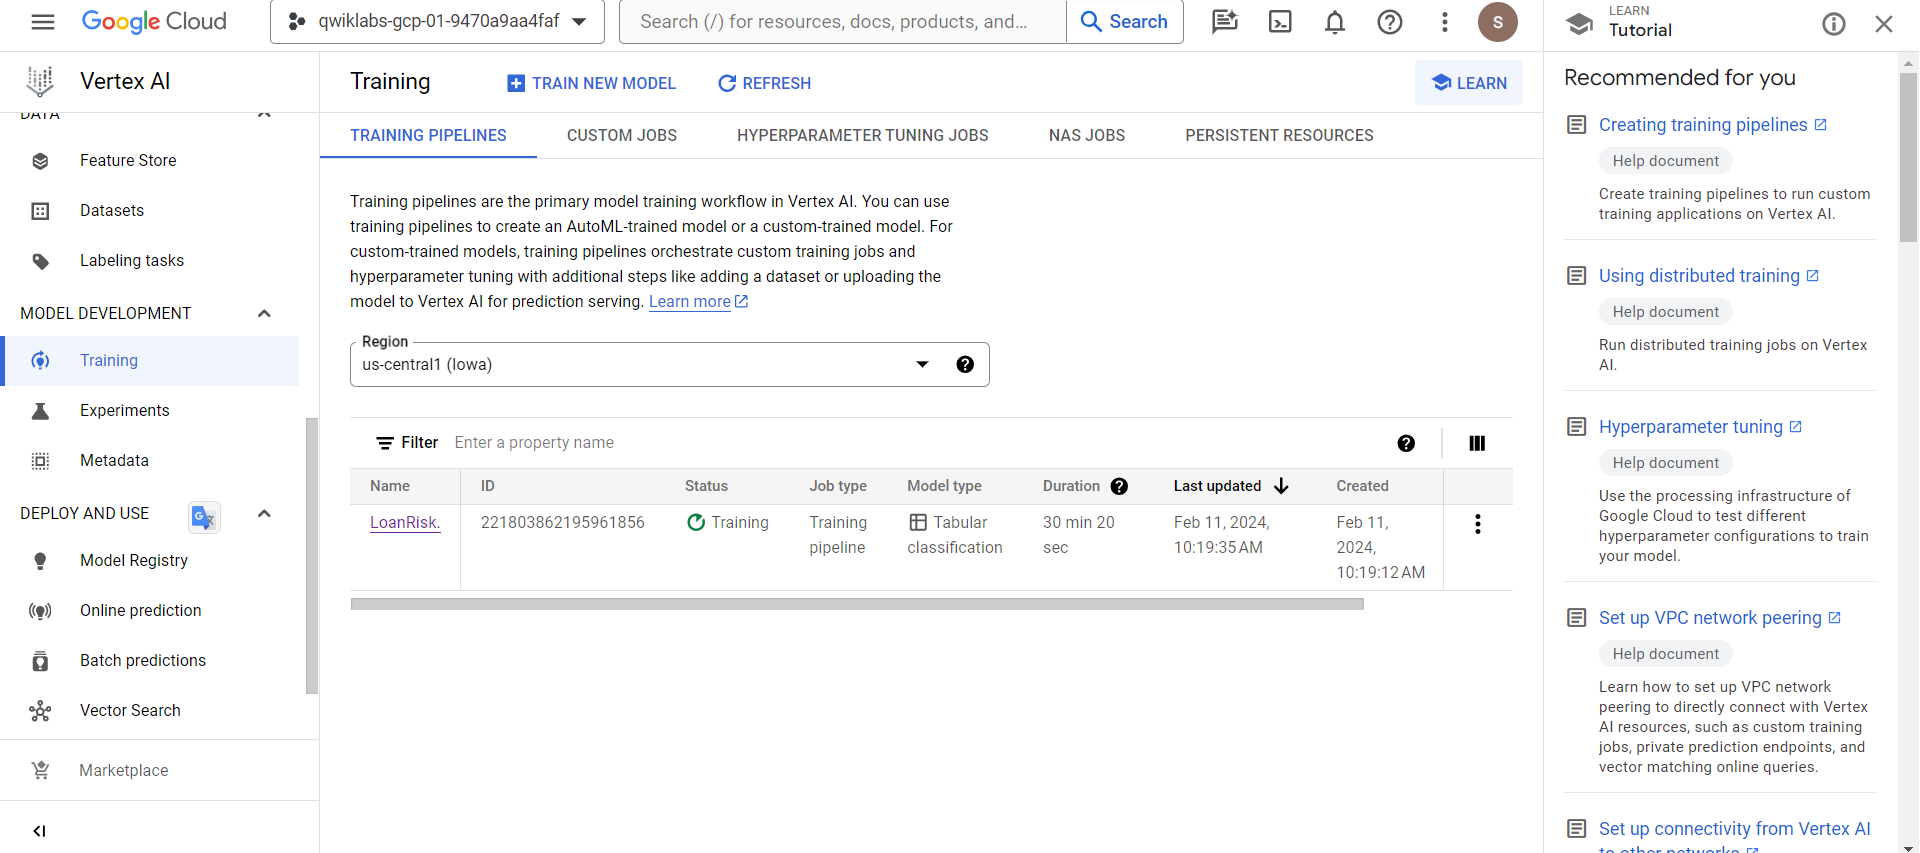 Google Cloud
qwiklabs-gcp-01-9470a9aa4faf
Search (/) for resources, docs, products, and...
Search
S
LEARN
Tutorial
Vertex AI
DATA
Feature Store
Datasets
Labeling tasks
MODEL DEVELOPMENT
Training
Experiments
Metadata
DEPLOY AND USE
Model Registry
Online prediction
Batch predictions
Vector Search
Marketplace
Training
TRAIN NEW MODEL
REFRESH
LEARN
TRAINING PIPELINES
CUSTOM JOBS
HYPERPARAMETER TUNING JOBS
NAS JOBS
PERSISTENT RESOURCES
Training pipelines are the primary model training workflow in Vertex AI. You can use
training pipelines to create an AutoML-trained model or a custom-trained model. For
custom-trained models, training pipelines orchestrate custom training jobs and
hyperparameter tuning with additional steps like adding a dataset or uploading the
model to Vertex AI for prediction serving. Learn more
Region
us-central1 (Iowa)
Filter Enter a property name
Name ID Status Job type Model type Duration Last updated Created
LoanRisk. 221803862195961856 Training Training Tabular 30 min 20 Feb 11, 2024, Feb 11,
pipeline classification sec 10:19:35 AM 2024,
10:19:12 AM
Recommended for you
Creating training pipelines
Help document
Create training pipelines to run custom
training applications on Vertex AI.
Using distributed training
Help document
Run distributed training jobs on Vertex
AI.
Hyperparameter tuning
Help document
Use the processing infrastructure of
Google Cloud to test different
hyperparameter configurations to train
your model.
Set up VPC network peering
Help document
Learn how to set up VPC network
peering to directly connect with Vertex
AI resources, such as custom training
jobs, private prediction endpoints, and
vector matching online queries.
Set up connectivity from Vertex AI
to other networks